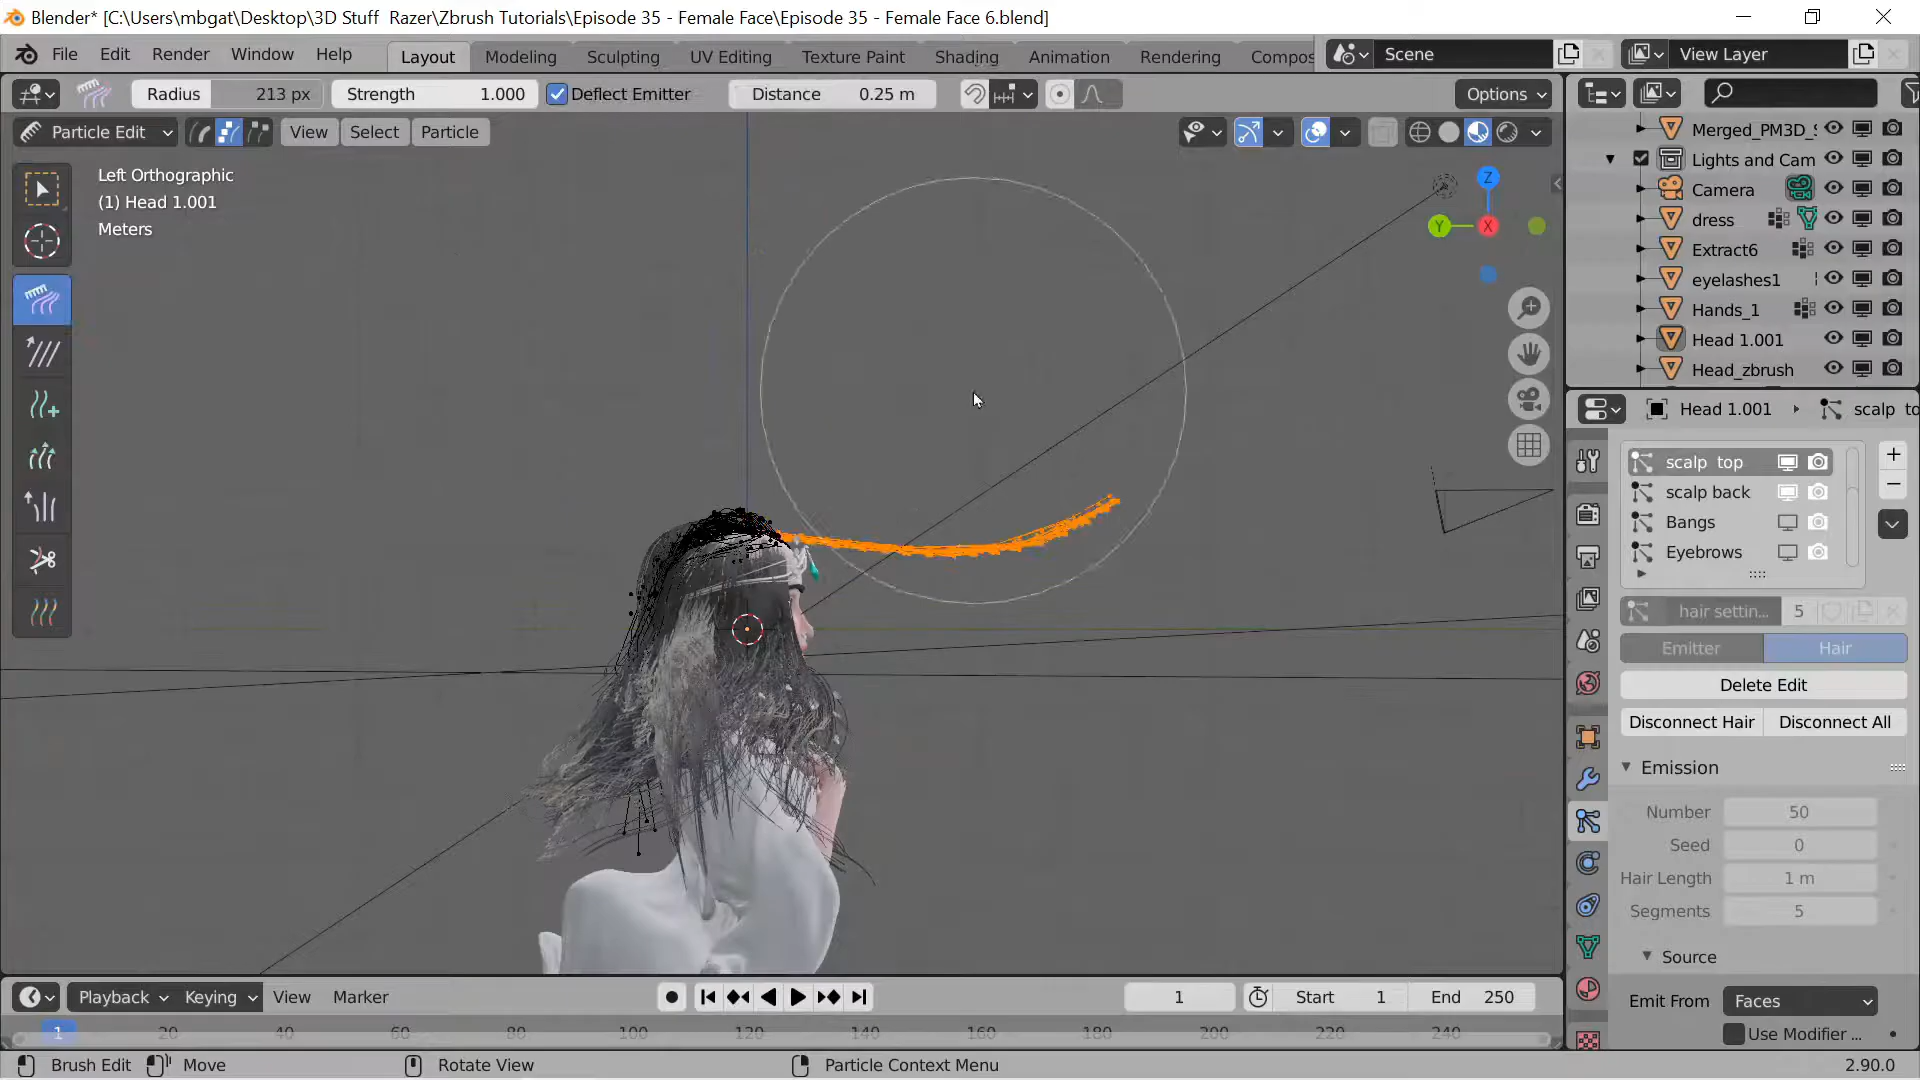 Blender* [C:\Users\mbgat\Desktop\3D Stuff  Razer\Zbrush Tutorials\Episode 35 - Female Face\Episode 35 - Female Face 6.blend]
File Edit Render Window Help Layout Modeling Sculpting UV Editing Texture Paint Shading Animation Rendering Compos Scene View Layer
Radius 213 px Strength 1.000 Deflect Emitter Distance 0.25 m Options
Particle Edit View Select Particle
Left Orthographic
(1) Head 1.001
Meters
Z
Y
X
Merged_PM3D_S
Lights and Cam
Camera
dress
Extract6
eyelashes1
Hands_1
Head 1.001
Head_zbrush
Head 1.001 scalp to
scalp top
scalp back
Bangs
Eyebrows
hair settin... 5
Emitter Hair
Delete Edit
Disconnect Hair Disconnect All
Emission
Number 50
Seed 0
Hair Length 1 m
Segments 5
Source
Emit From Faces
Use Modifier ...
Playback Keying View Marker 1 Start 1 End 250
1 20 40 60 80 100 120 140 160 180 200 220 240
Brush Edit Move Rotate View Particle Context Menu 2.90.0